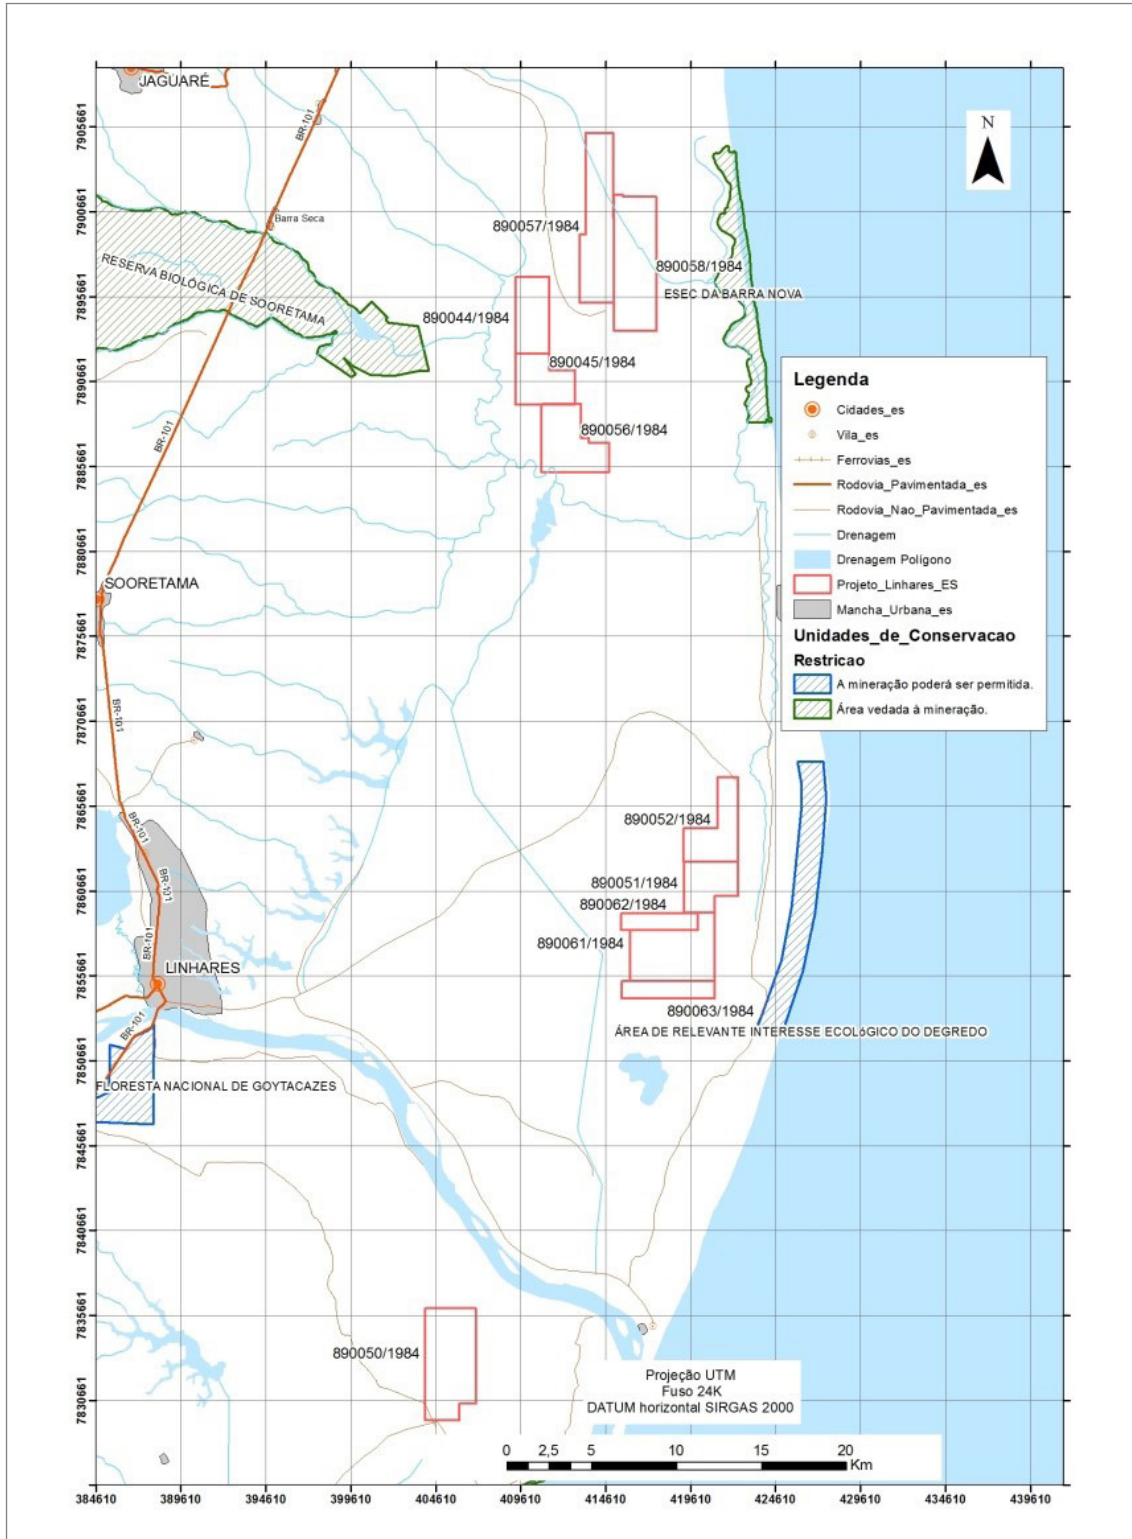 JAGUARÉ
BR-101
N
7905661
7900661
7895661
7890661
7885661
7880661
7875661
7870661
7865661
7860661
7855661
7850661
7845661
7840661
7835661
7830661
Barra Seca
890057/1984
RESERVA BIOLÓGICA DE SOORETAMA
890058/1984
ESEC DA BARRA NOVA
890044/1984
890045/1984
BR-101
890056/1984
Legenda
Cidades_es
Vila_es
Ferrovias_es
Rodovia_Pavimentada_es
Rodovia_Nao_Pavimentada_es
Drenagem
Drenagem Polígono
Projeto_Linhares_ES
Mancha_Urbana_es
Unidades_de_Conservacao
Restricao
A mineração poderá ser permitida.
Área vedada à mineração.
SOORETAMA
BR-101
890052/1984
BR-101
BR-101
890051/1984
890062/1984
BR-101
890061/1984
LINHARES
890063/1984
BR-101
ÁREA DE RELEVANTE INTERESSE ECOLóGICO DO DEGREDO
FLORESTA NACIONAL DE GOYTACAZES
890050/1984
Projeção UTM
Fuso 24K
DATUM horizontal SIRGAS 2000
0 2,5 5 10 15 20
Km
384610 389610 394610 399610 404610 409610 414610 419610 424610 429610 434610 439610